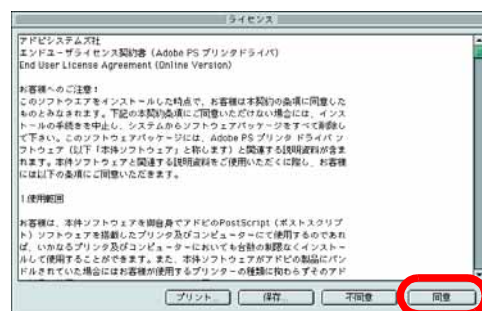 ライセンス
アドビシステムズ社
エンドユーザライセンス契約書（Adobe PS プリンタドライバ）
End User License Agreement (Online Version)
お客様へのご注意：
このソフトウエアをインストールした時点で、お客様は本契約の条項に同意した
ものとみなされます。下記の本契約条項にご同意いただけない場合には、インス
トールの手続きを中止し、システムからソフトウェアパッケージをすべて削除し
て下さい。このソフトウェアパッケージには、Adobe PS プリンタ ドライバ ソ
フトウェア（以下「本件ソフトウェア」と称します）と関連する説明資料が含ま
れます。本件ソフトウェアと関連する説明資料をご使用いただくに際し、お客様
には以下の条項にご同意いただきます。
1 使用範囲
お客様は、本件ソフトウェアを御自身でアドビのPostScript（ポストスクリプ
ト）ソフトウェアを搭載したプリンタ及びコンピューターにて使用するのであれ
ば、いかなるプリンタ及びコンピューターにおいても台数の制限なくインストー
ルして使用することができます。また、本件ソフトウェアがアドビの製品にバン
ドルされていた場合にはお客様が使用するプリンターの種類に拘わらずそのアド
プリント... 保存... 不同意 同意